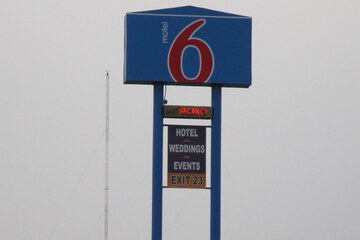 motel
6
VACANCY
HOTEL
WEDDINGS
EVENTS
EXIT 23